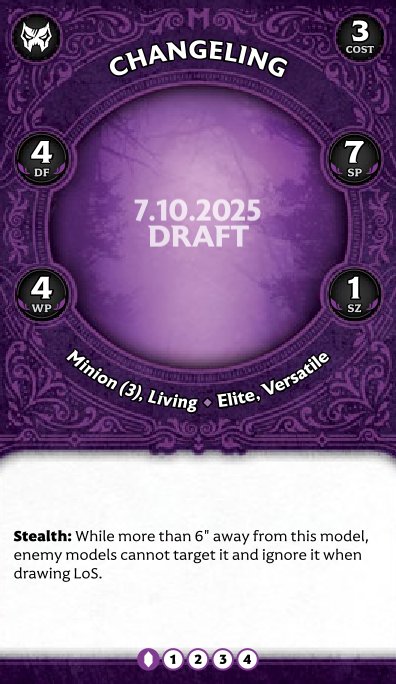 3
COST
CHANGELING
4
DF
7
SP
7.10.2025
DRAFT
4
WP
1
SZ
Minion (3), Living ◆ Elite, Versatile
Stealth: While more than 6" away from this model,
enemy models cannot target it and ignore it when
drawing LoS.
1 2 3 4